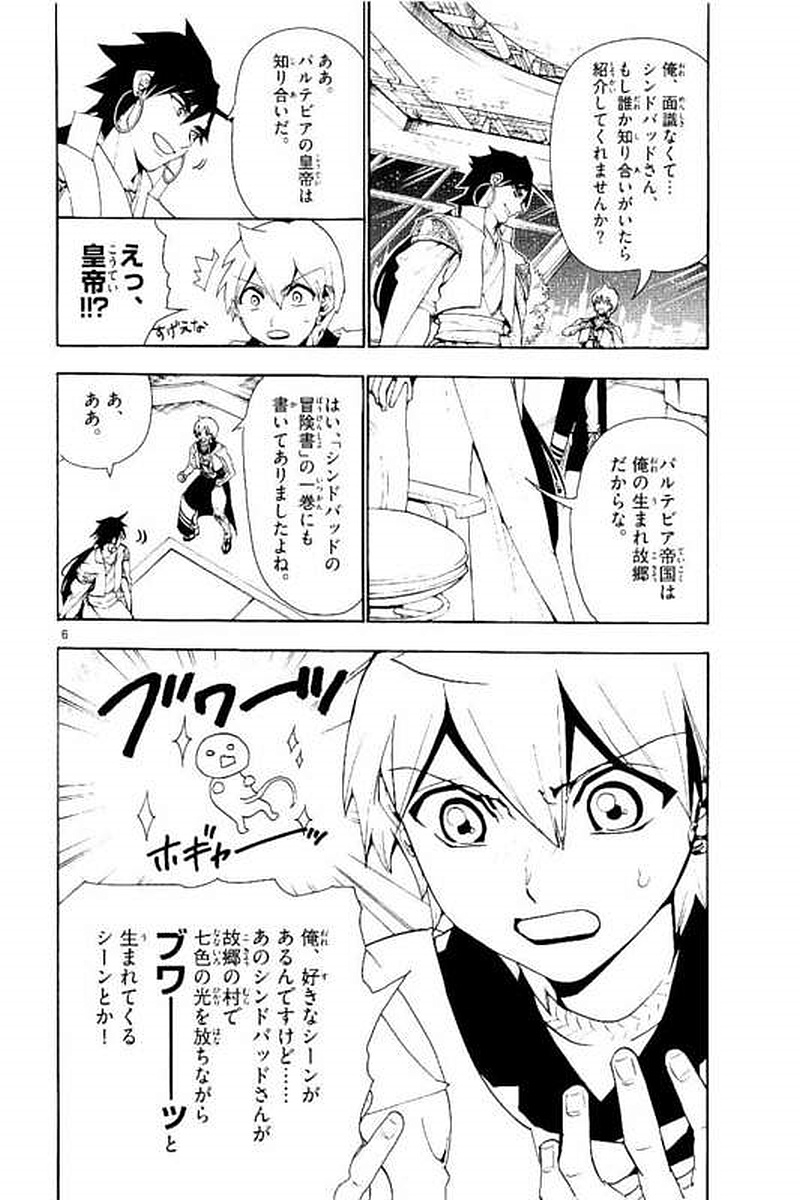 俺、面識なくて…
シンドバッドさん、
もし誰か知り合いがいたら
紹介してくれませんか?
ああ。
バルテビアの皇帝は
知り合いだ。
えっ、
皇帝!!?
すげえな
バルテビア帝国は
俺の生まれ故郷
だからな。
はい、「シンドバッドの
冒険書」の一巻にも
書いてありましたよね。
あ、
ああ。
6
ブワーッ
ホギャーッ
俺、好きなシーンが
あるんですけど……
あのシンドバッドさんが
故郷の村で
七色の光を放ちながら
ブワーーーッと
生まれてくる
シーンとか!